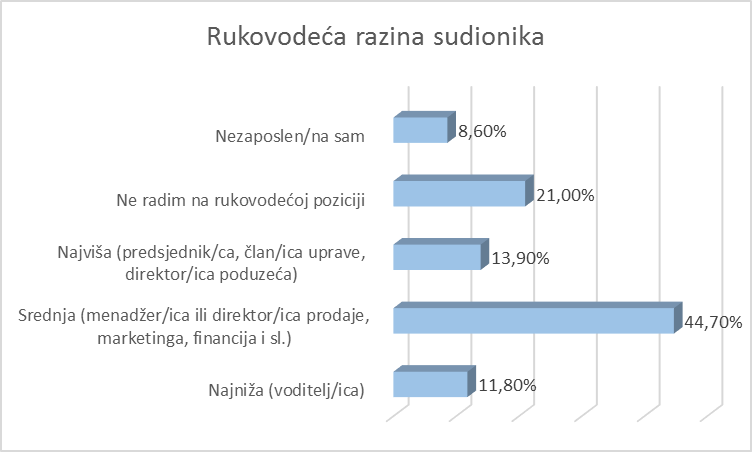 Rukovodeća razina sudionika
Nezaposlen/na sam
8,60%
Ne radim na rukovodećoj poziciji
21,00%
Najviša (predsjednik/ca, član/ica uprave,
direktor/ica poduzeća)
13,90%
Srednja (menadžer/ica ili direktor/ica prodaje,
marketinga, financija i sl.)
44,70%
Najniža (voditelj/ica)
11,80%